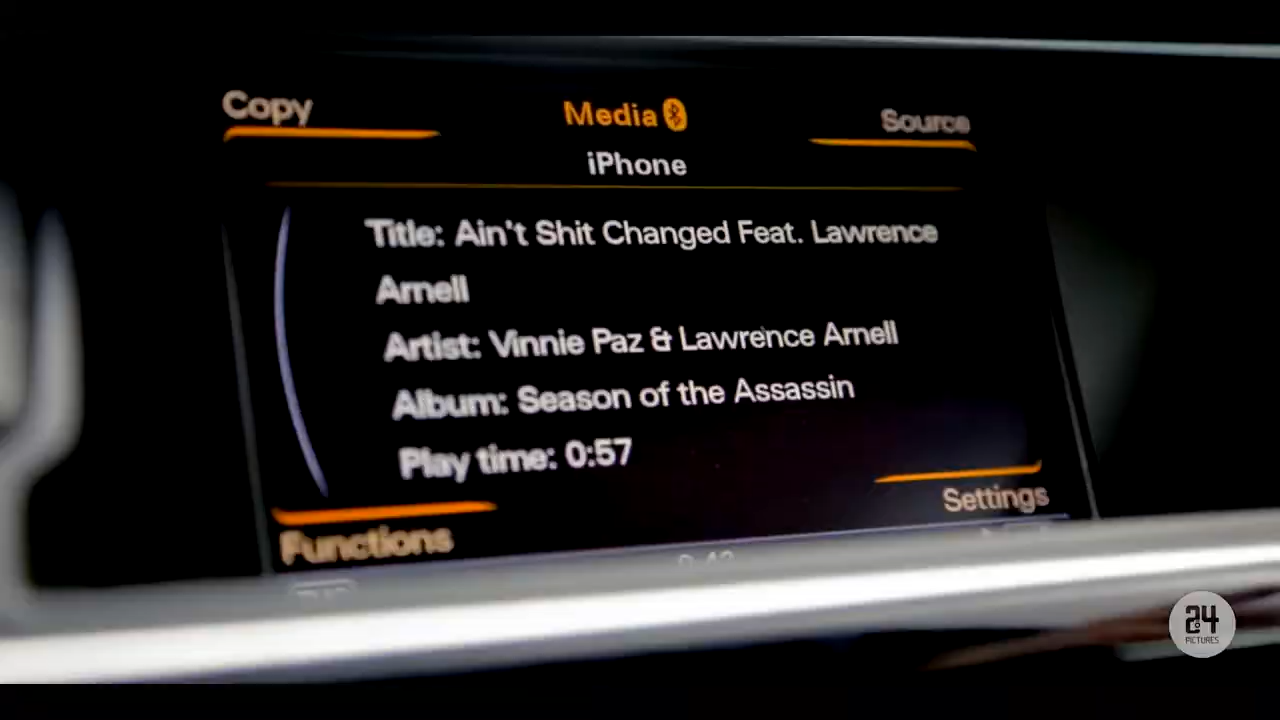 Copy
Media
Source
iPhone
Title: Ain't Shit Changed Feat. Lawrence
Arnell
Artist: Vinnie Paz & Lawrence Arnell
Album: Season of the Assassin
Play time: 0:57
Settings
Functions
24
PICTURES